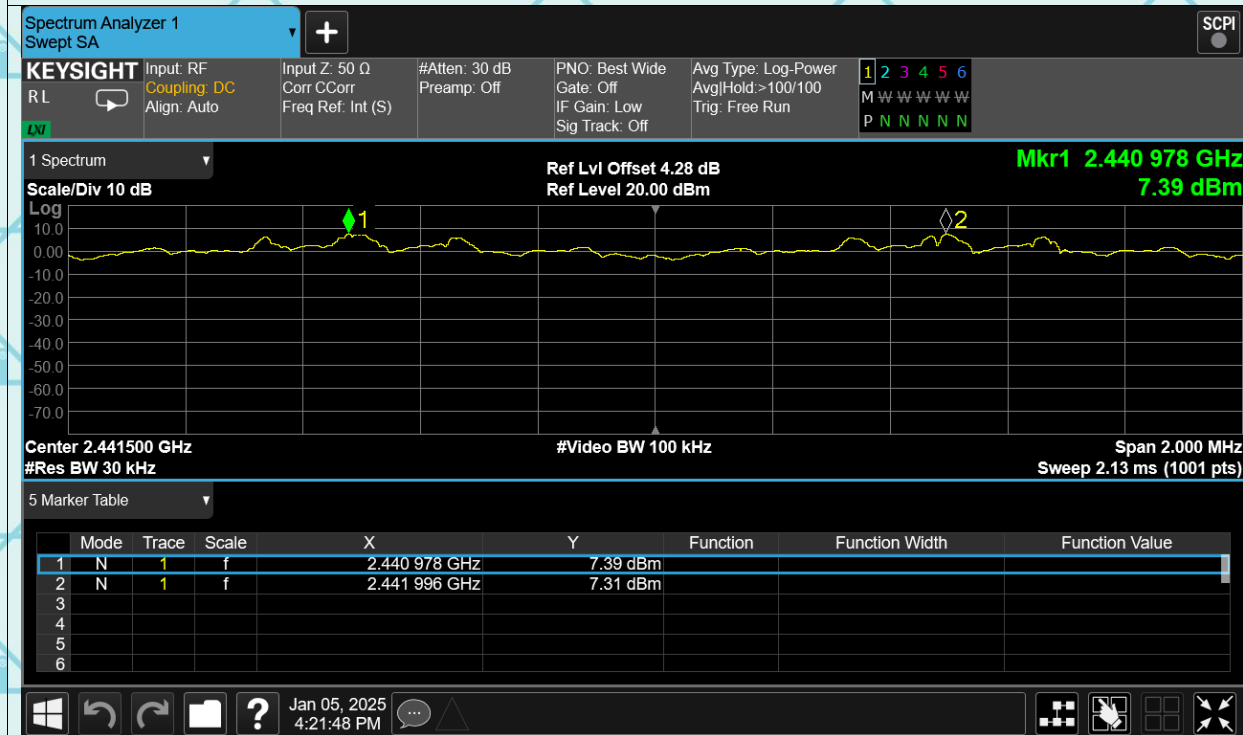 Spectrum Analyzer 1
Swept SA
+
SCPI
KEYSIGHT
R L
LXI
Input: RF
Coupling: DC
Align: Auto
Input Z: 50 Ω
Corr CCorr
Freq Ref: Int (S)
#Atten: 30 dB
Preamp: Off
PNO: Best Wide
Gate: Off
IF Gain: Low
Sig Track: Off
Avg Type: Log-Power
Avg|Hold:>100/100
Trig: Free Run
1 2 3 4 5 6
M W W W W W
P N N N N N N
1 Spectrum
Scale/Div 10 dB
Ref Lvl Offset 4.28 dB
Ref Level 20.00 dBm
Mkr1 2.440 978 GHz
7.39 dBm
Log
10.0
0.00
-10.0
-20.0
-30.0
-40.0
-50.0
-60.0
-70.0
1
2
Center 2.441500 GHz
#Video BW 100 kHz
Span 2.000 MHz
#Res BW 30 kHz
Sweep 2.13 ms (1001 pts)
5 Marker Table
Mode Trace Scale X Y Function Function Width Function Value
1 N 1 f 2.440 978 GHz 7.39 dBm
2 N 1 f 2.441 996 GHz 7.31 dBm
3
4
5
6
?
Jan 05, 2025
4:21:48 PM